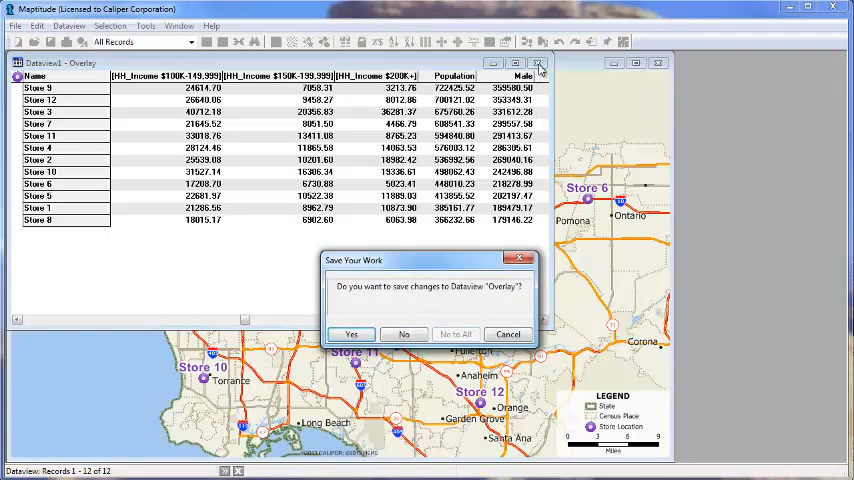 Maptitude (Licensed to Caliper Corporation)
File Edit Dataview Selection Tools Window Help
All Records
Dataview1 - Overlay
Name [HH_Income $100K-149,999] [HH_Income $150K-199,999] [HH_Income $200K+] Population Male
Store 9 24614.70 7058.31 3213.76 722425.52 359580.50
Store 12 26640.06 9458.27 8012.86 700121.02 353349.31
Store 3 40712.18 20356.83 36281.37 675760.26 331612.28
Store 7 21645.52 8051.50 4466.79 608541.33 299557.58
Store 11 33018.76 13411.08 8765.23 594840.80 291413.67
Store 4 28124.46 11865.58 14063.53 576003.12 286305.61
Store 2 25539.08 10201.60 18982.42 536992.56 269040.16
Store 10 31527.14 16306.34 19336.61 498062.43 242496.88
Store 6 17208.70 6730.88 5023.41 448010.23 218278.99
Store 5 22681.97 10522.38 11889.03 413855.52 202197.47
Store 1 21286.56 8962.79 10873.90 385161.77 189479.17
Store 8 18015.17 6902.60 6063.98 366232.66 179146.22
Store 6
Ontario
Pomona
Save Your Work
Do you want to save changes to Dataview "Overlay"?
Yes No No to All Cancel
Corona
Fullerton
Store 11
Store 10
Torrance
Anaheim
Store 12
Orange
Long Beach
Garden Grove
Santa Ana
LEGEND
State
Census Place
Store Location
0 3 6 9
Miles
Dataview: Records 1 - 12 of 12